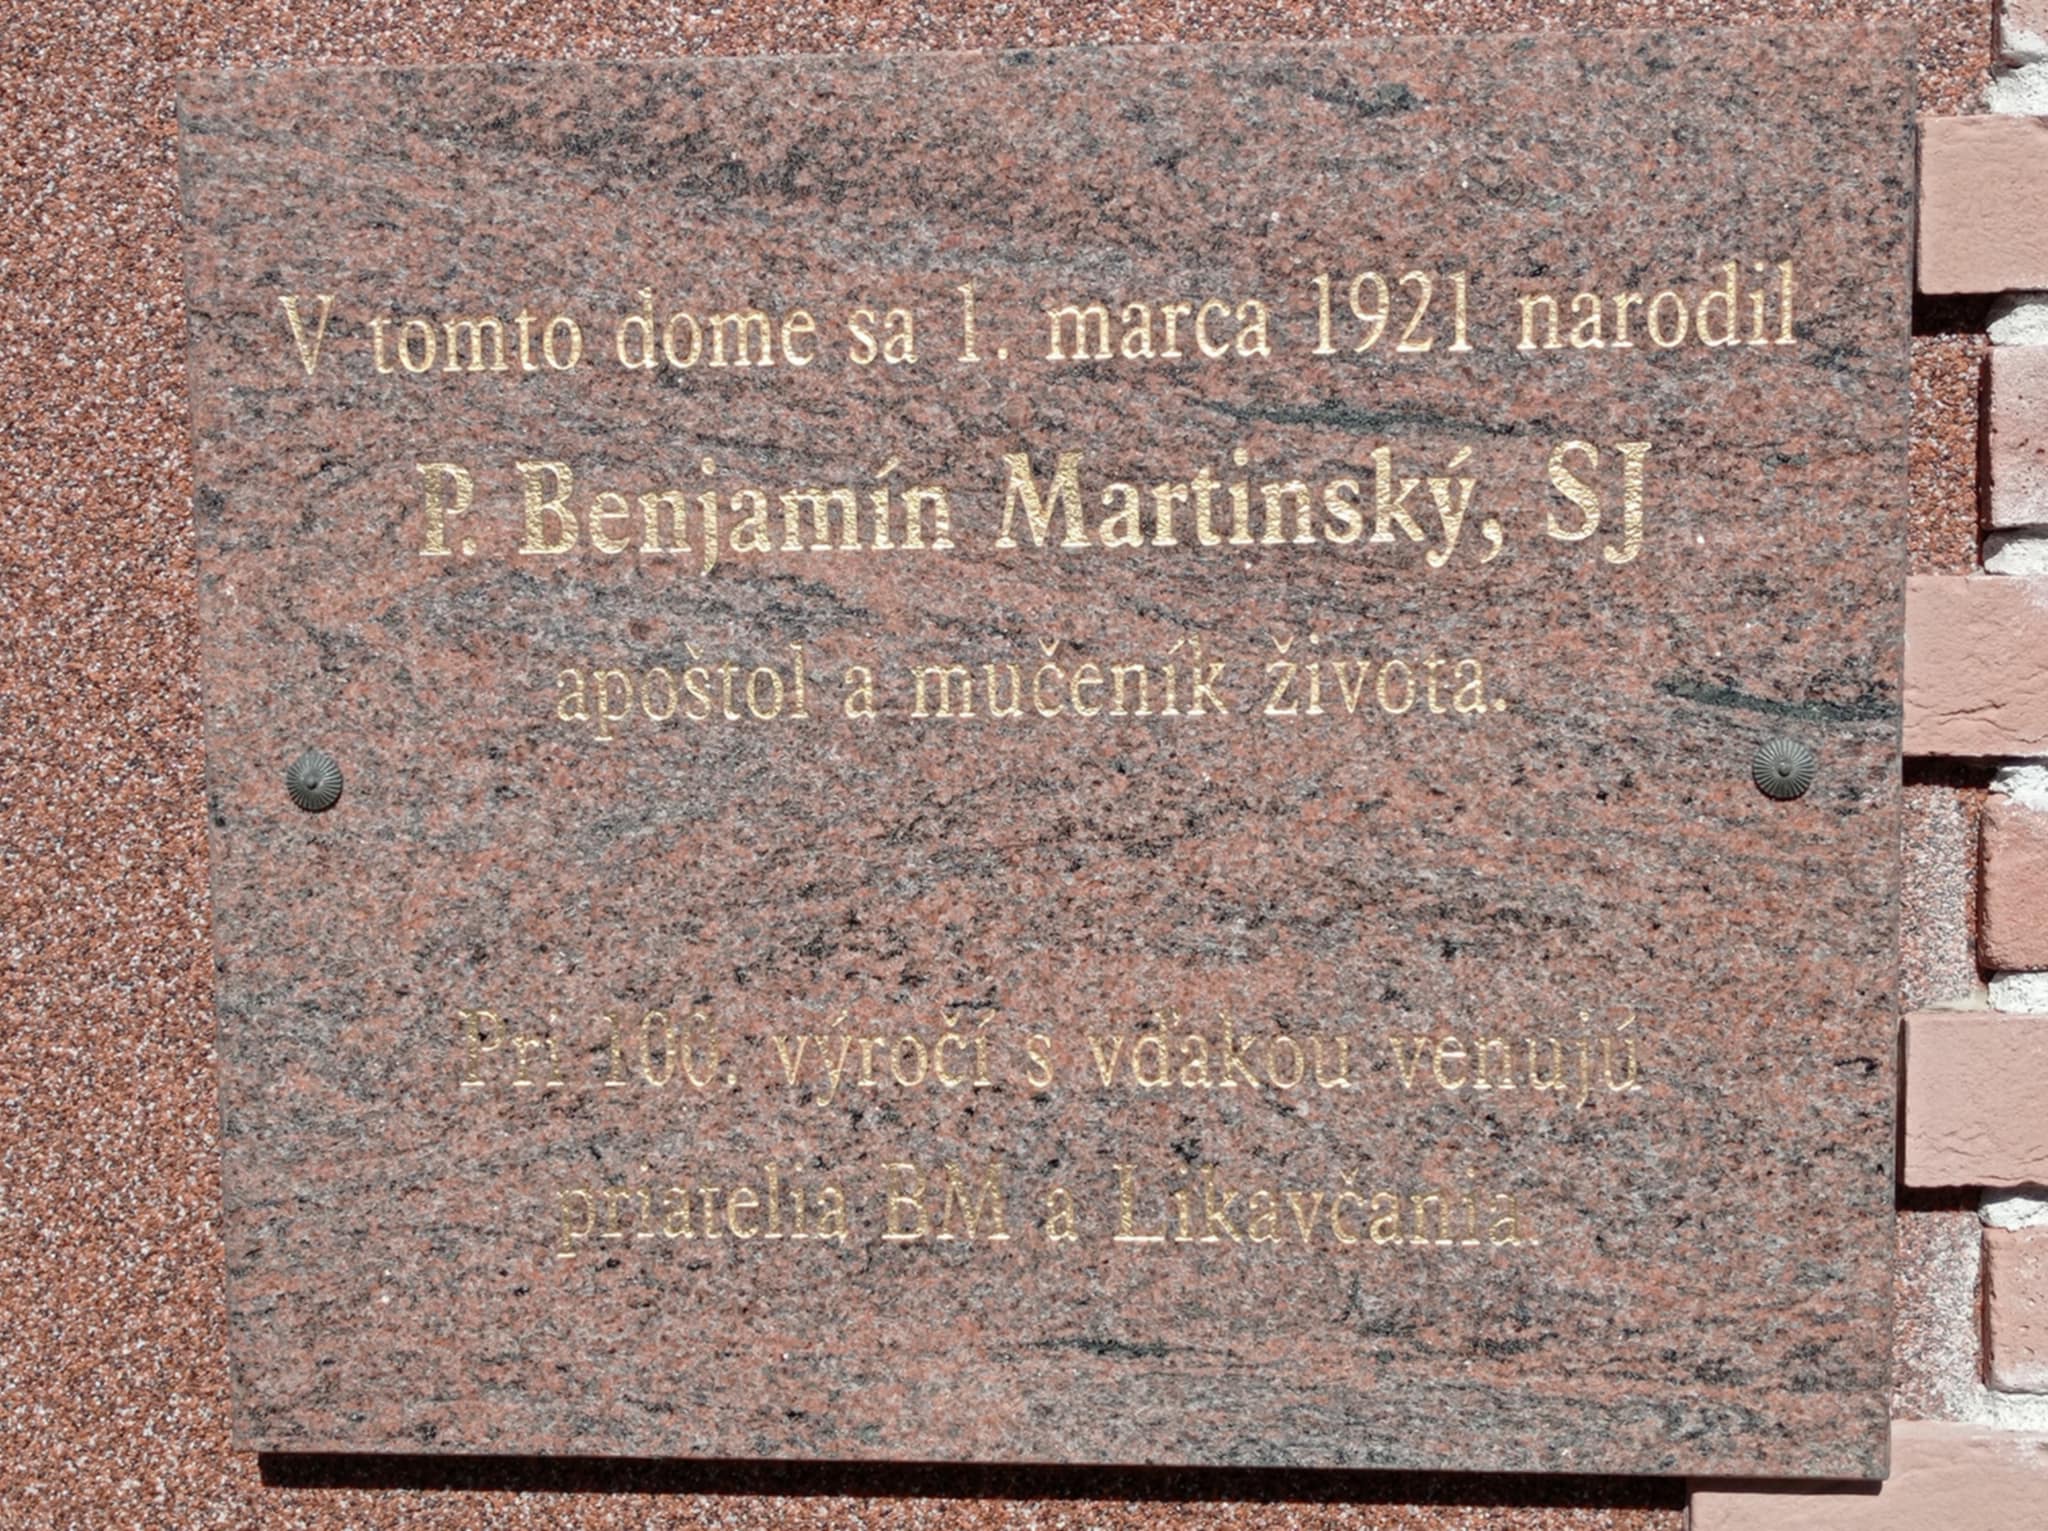 V tomto dome sa 1. marca 1921 narodil
P. Benjamín Martinský, SJ
apoštol a mučeník života.
Pri 100. výročí s vďakou venujú
priatelia BM a Likavčania.